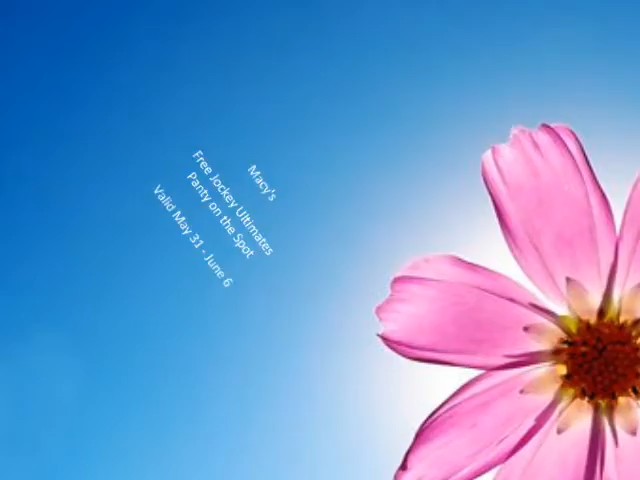 Macy's
Free Jockey Ultimates
Panty on the Spot
Valid May 31 - June 6